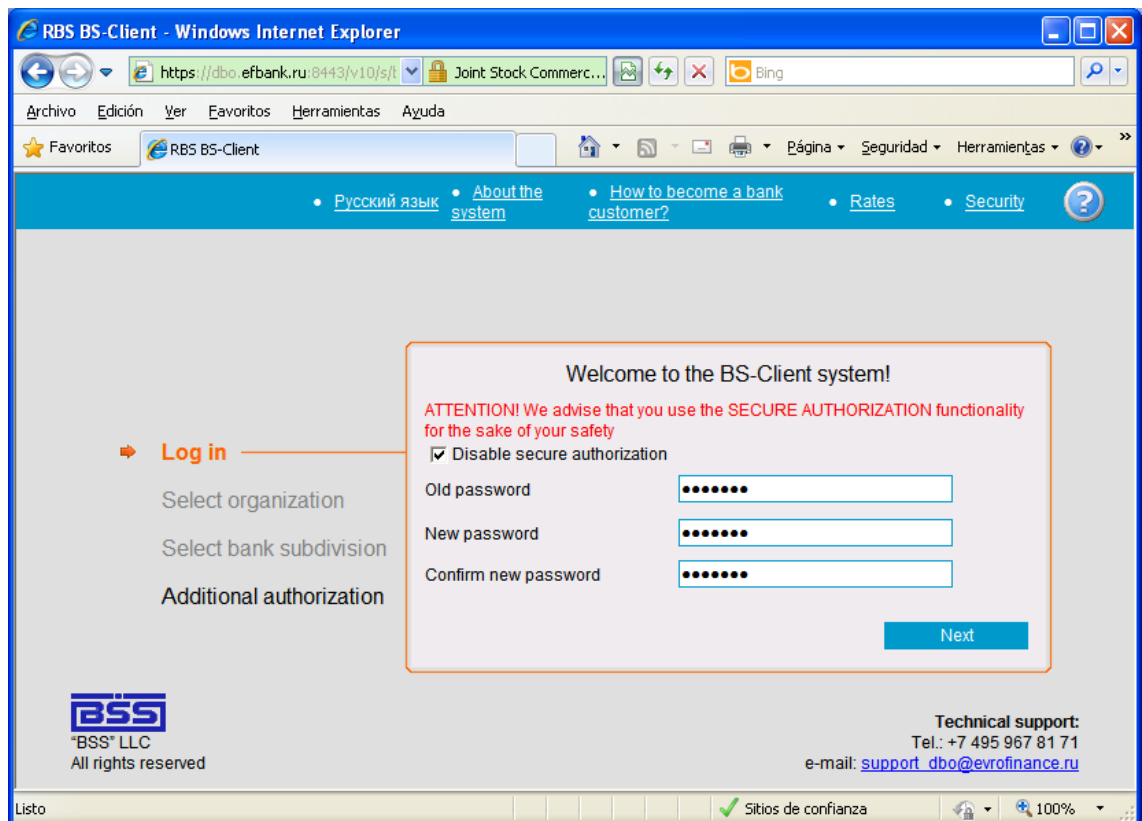 RBS BS-Client - Windows Internet Explorer
https://dbo.efbank.ru:8443/v10/s/ Joint Stock Commerc... Bing
Archivo Edición Ver Favoritos Herramientas Ayuda
Favoritos RBS BS-Client Página Seguridad Herramientas »
• Русский язык • About the system • How to become a bank customer? • Rates • Security
Welcome to the BS-Client system!
ATTENTION! We advise that you use the SECURE AUTHORIZATION functionality
for the sake of your safety
Disable secure authorization
Log in
Old password •••••••
Select organization
New password •••••••
Select bank subdivision
Confirm new password •••••••
Additional authorization
Next
BSS
"BSS" LLC
All rights reserved
Technical support:
Tel.: +7 495 967 81 71
e-mail: support_dbo@evrofinance.ru
Listo Sitios de confianza 100%